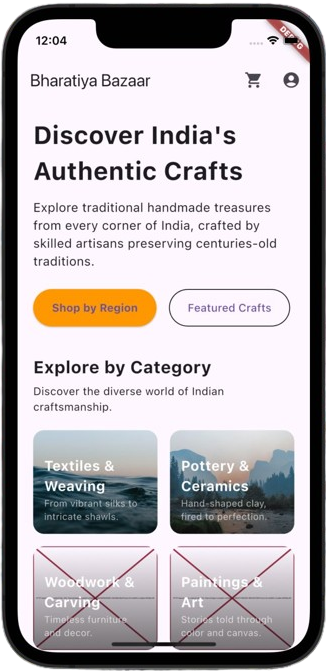 12:04
DEBUG
Bharatiya Bazaar
Discover India's
Authentic Crafts
Explore traditional handmade treasures
from every corner of India, crafted by
skilled artisans preserving centuries-old
traditions.
Shop by Region
Featured Crafts
Explore by Category
Discover the diverse world of Indian
craftsmanship.
Textiles &
Weaving
From vibrant silks to
intricate shawls.
Pottery &
Ceramics
Hand-shaped clay,
fired to perfection.
Woodwork &
Carving
Timeless furniture
and decor.
Paintings &
Art
Stories told through
color and canvas.